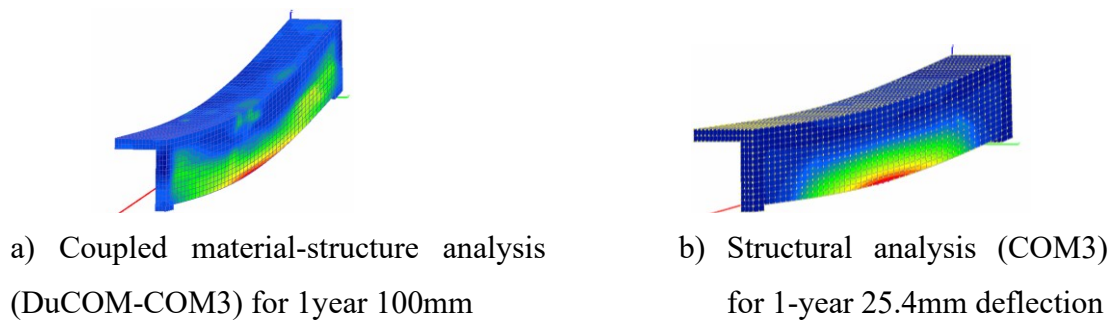 a) Coupled material-structure analysis
(DuCOM-COM3) for 1year 100mm
b) Structural analysis (COM3)
for 1-year 25.4mm deflection